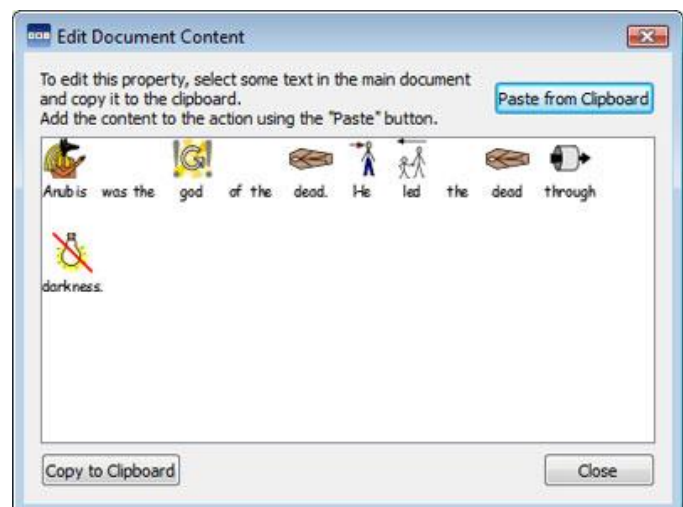 Edit Document Content
To edit this property, select some text in the main document
and copy it to the clipboard.
Add the content to the action using the "Paste" button.
Paste from Clipboard
Anubis was the god of the dead. He led the dead through
darkness.
Copy to Clipboard
Close